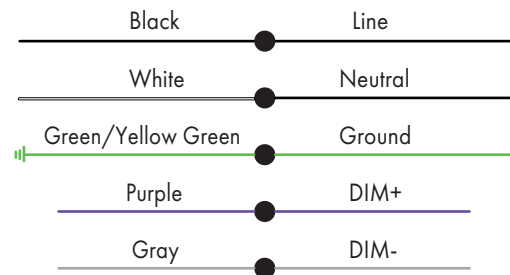 Black Line
White Neutral
Green/Yellow Green Ground
Purple DIM+
Gray DIM-